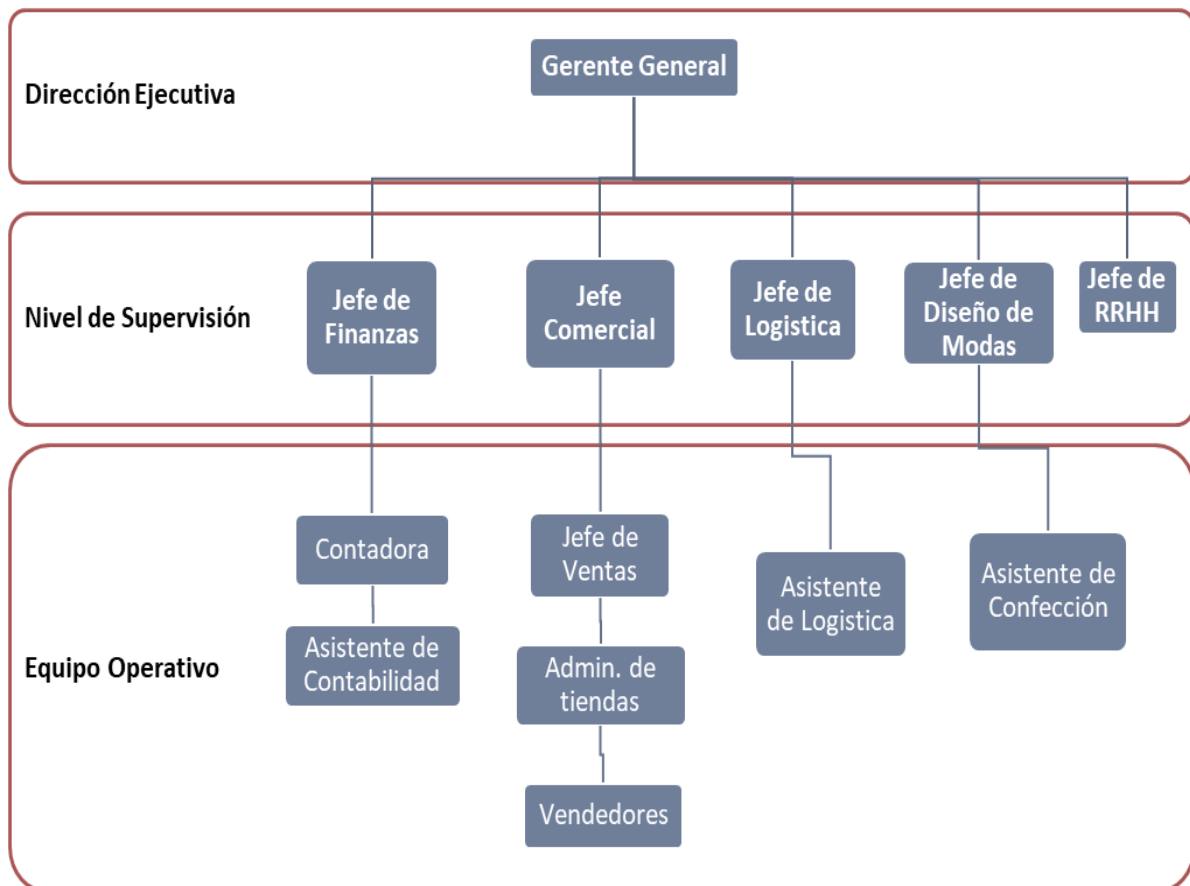 Gerente General
Dirección Ejecutiva
Nivel de Supervisión
Jefe de
Finanzas
Jefe
Comercial
Jefe de
Logistica
Jefe de
Diseño de
Modas
Jefe de
RRHH
Equipo Operativo
Contadora
Asistente de
Contabilidad
Jefe de
Ventas
Admin. de
tiendas
Vendedores
Asistente
de Logistica
Asistente de
Confección